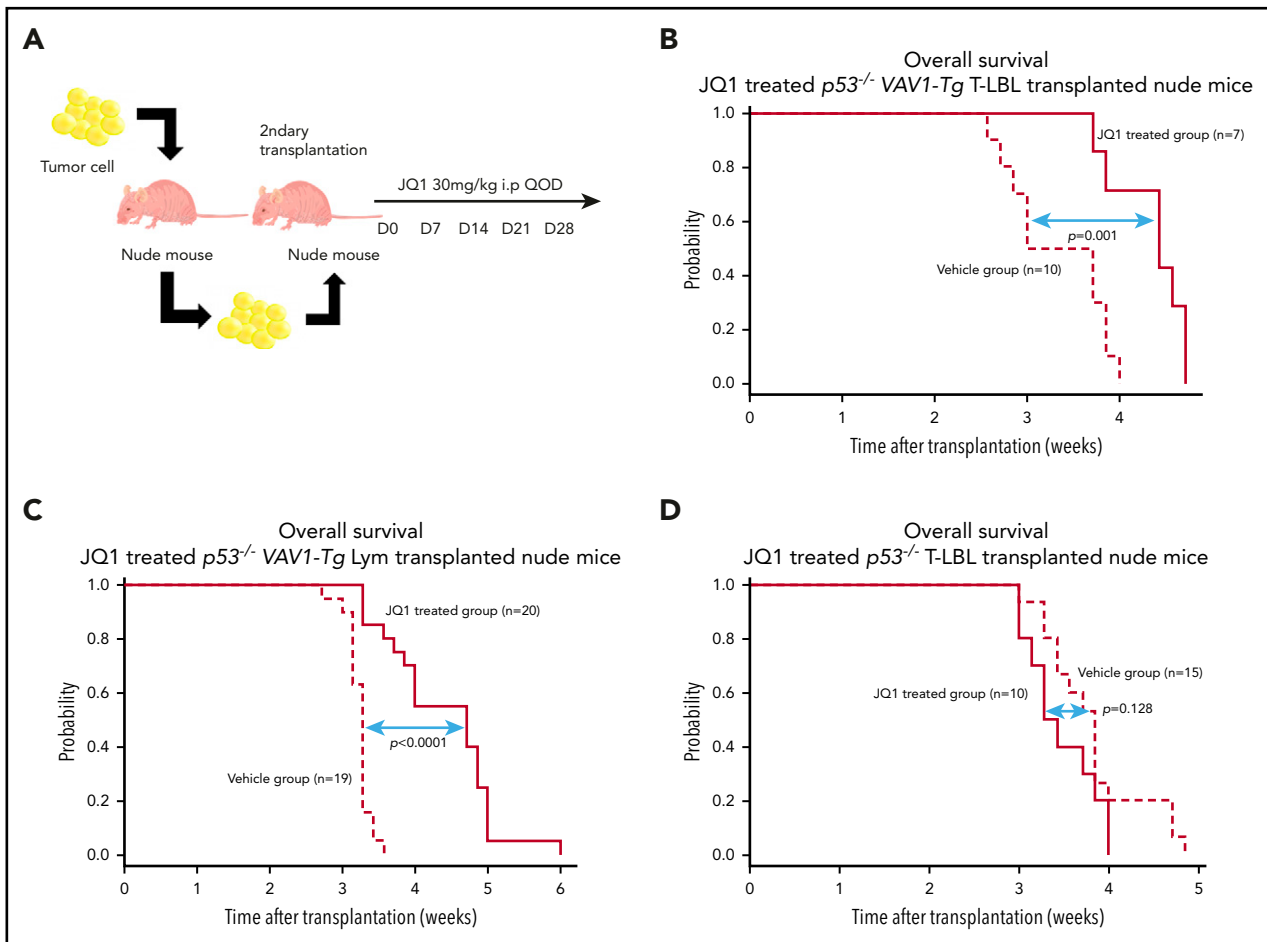 A
Tumor cell
2ndary
transplantation
JQ1 30mg/kg i.p QOD
D0 D7 D14 D21 D28
Nude mouse
Nude mouse
B
Overall survival
JQ1 treated p53-/- VAV1-Tg T-LBL transplanted nude mice
Probability
1.0
0.8
0.6
0.4
0.2
0.0
JQ1 treated group (n=7)
p=0.001
Vehicle group (n=10)
0 1 2 3 4
Time after transplantation (weeks)
C
Overall survival
JQ1 treated p53-/- VAV1-Tg Lym transplanted nude mice
Probability
1.0
0.8
0.6
0.4
0.2
0.0
JQ1 treated group (n=20)
p<0.0001
Vehicle group (n=19)
0 1 2 3 4 5 6
Time after transplantation (weeks)
D
Overall survival
JQ1 treated p53-/- T-LBL transplanted nude mice
Probability
1.0
0.8
0.6
0.4
0.2
0.0
Vehicle group (n=15)
JQ1 treated group (n=10)
p=0.128
0 1 2 3 4 5
Time after transplantation (weeks)